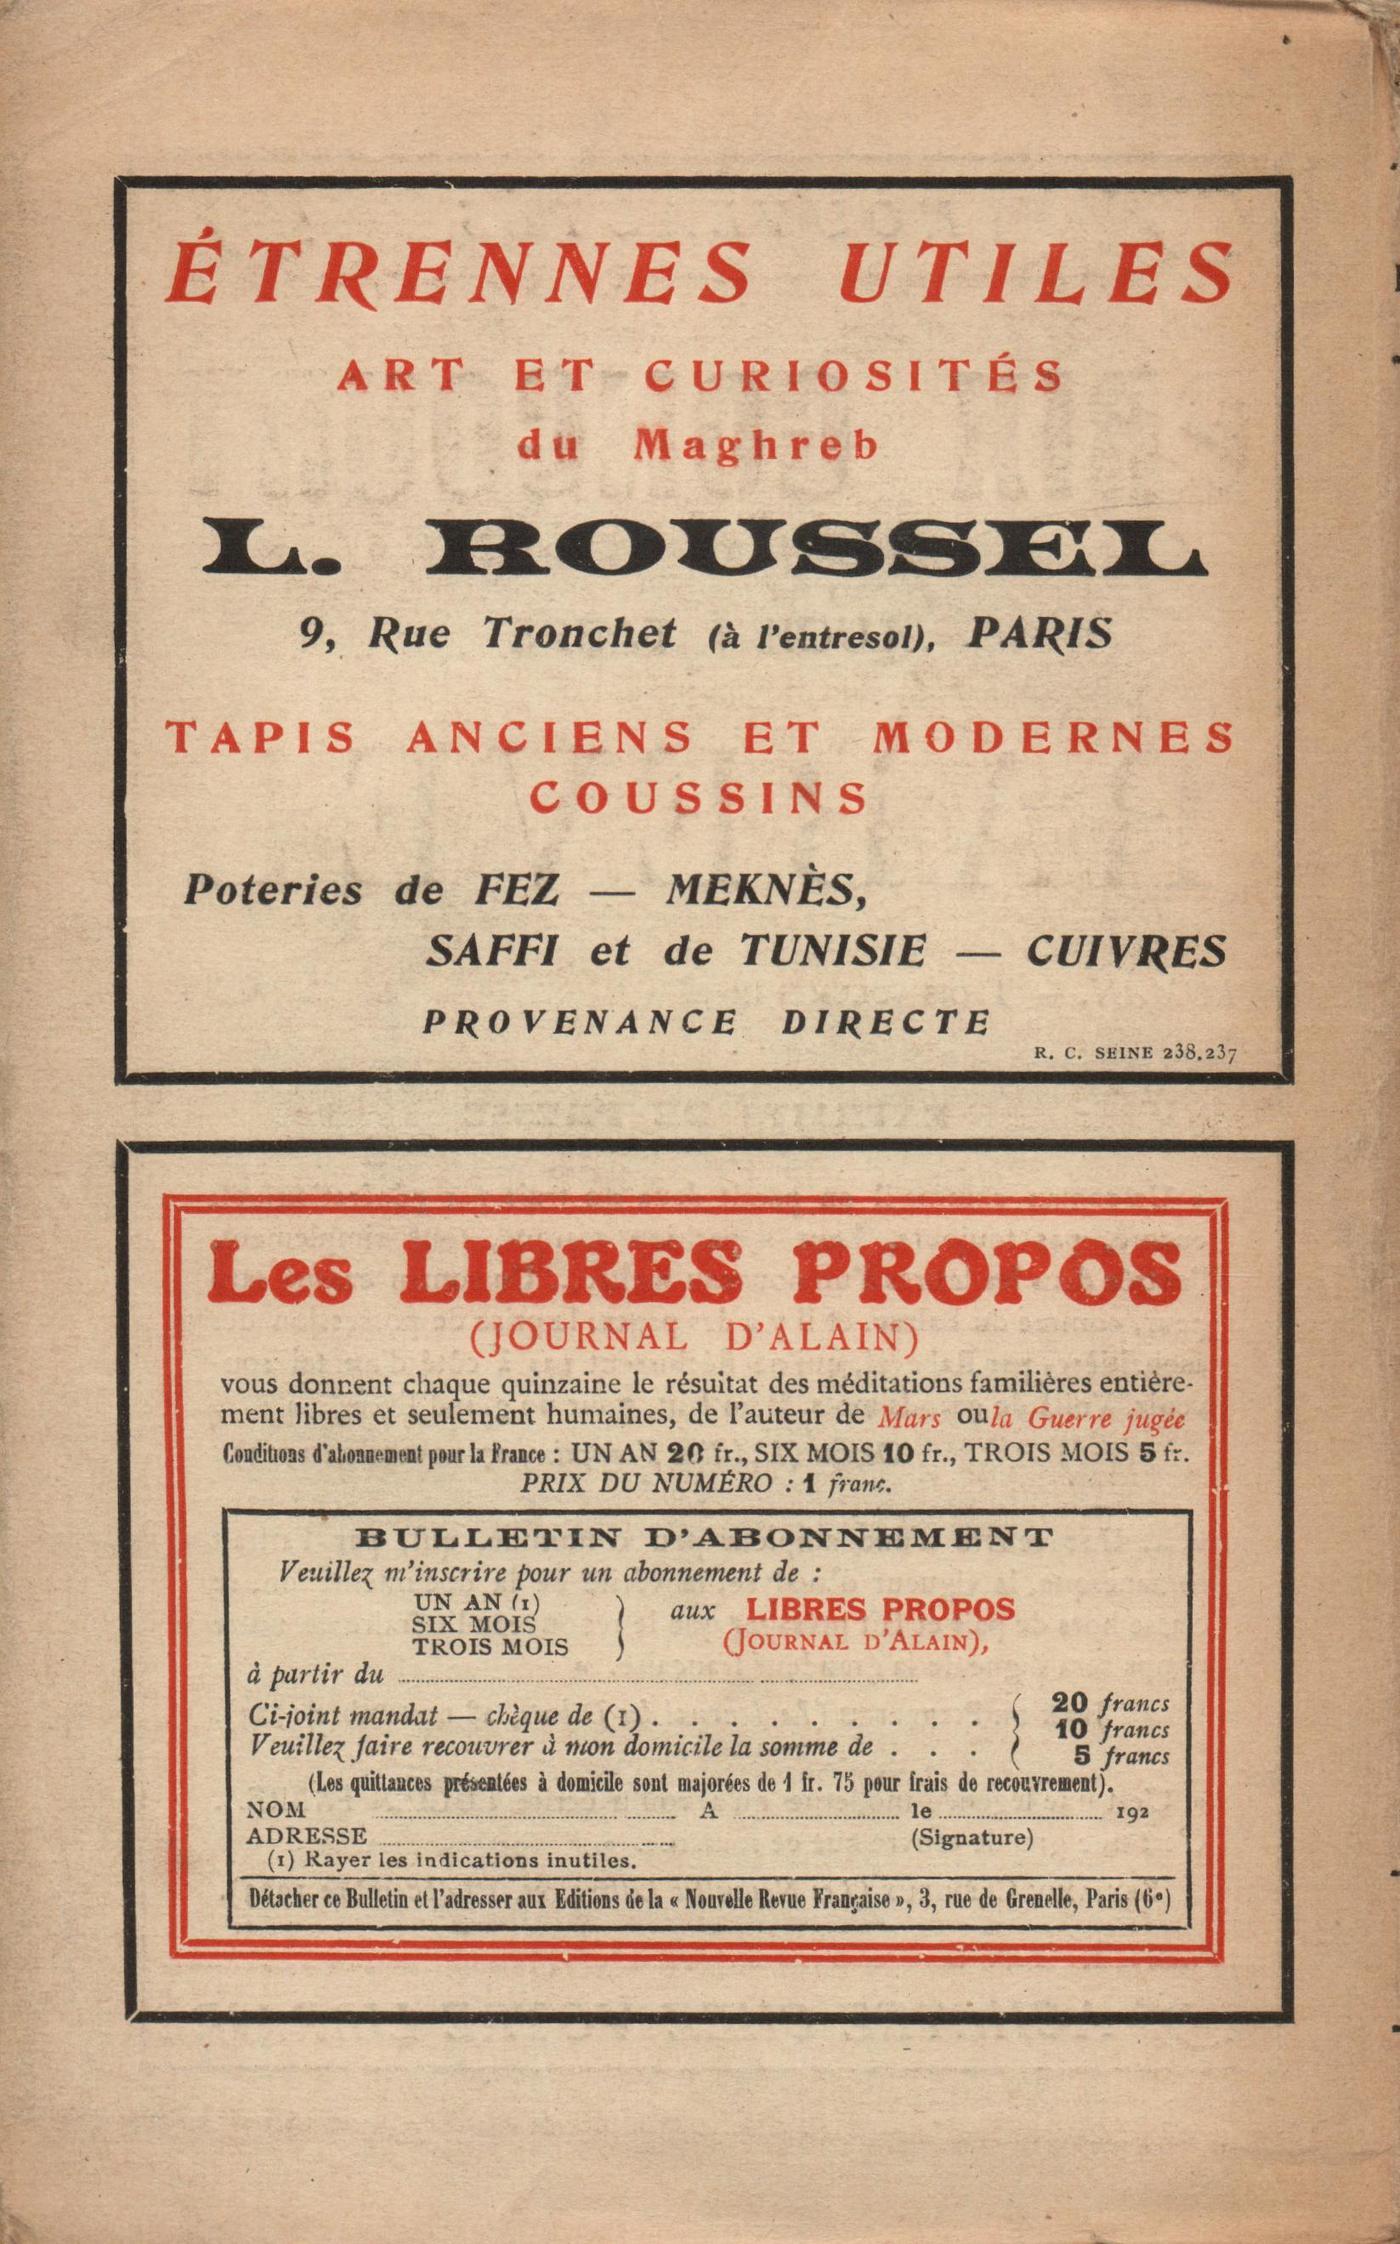 ÉTRENNES UTILES
ART ET CURIOSITÉS
du Maghreb
L. ROUSSEL
9, Rue Tronchet (à l'entresol), PARIS
TAPIS ANCIENS ET MODERNES
COUSSINS
Poteries de FEZ — MEKNÈS,
SAFFI et de TUNISIE — CUIVRES
PROVENANCE DIRECTE
R. C. SEINE 238.237
Les LIBRES PROPOS
(JOURNAL D'ALAIN)
vous donnent chaque quinzaine le résultat des méditations familières entière-
ment libres et seulement humaines, de l'auteur de Mars ou la Guerre jugée
Conditions d'abonnement pour la France : UN AN 20 fr., SIX MOIS 10 fr., TROIS MOIS 5 fr.
PRIX DU NUMÉRO : 1 franc.
BULLETIN D'ABONNEMENT
Veuillez m'inscrire pour un abonnement de :
UN AN (1)
SIX MOIS
TROIS MOIS
aux LIBRES PROPOS
(JOURNAL D'ALAIN),
à partir du
Ci-joint mandat — chèque de (1) . . . . . . . . . .
Veuillez faire recouvrer à mon domicile la somme de . . .
20 francs
10 francs
5 francs
(Les quittances présentées à domicile sont majorées de 1 fr. 75 pour frais de recouvrement).
NOM A le 192
ADRESSE (Signature)
(1) Rayer les indications inutiles.
Détacher ce Bulletin et l'adresser aux Editions de la « Nouvelle Revue Française », 3, rue de Grenelle, Paris (6e)